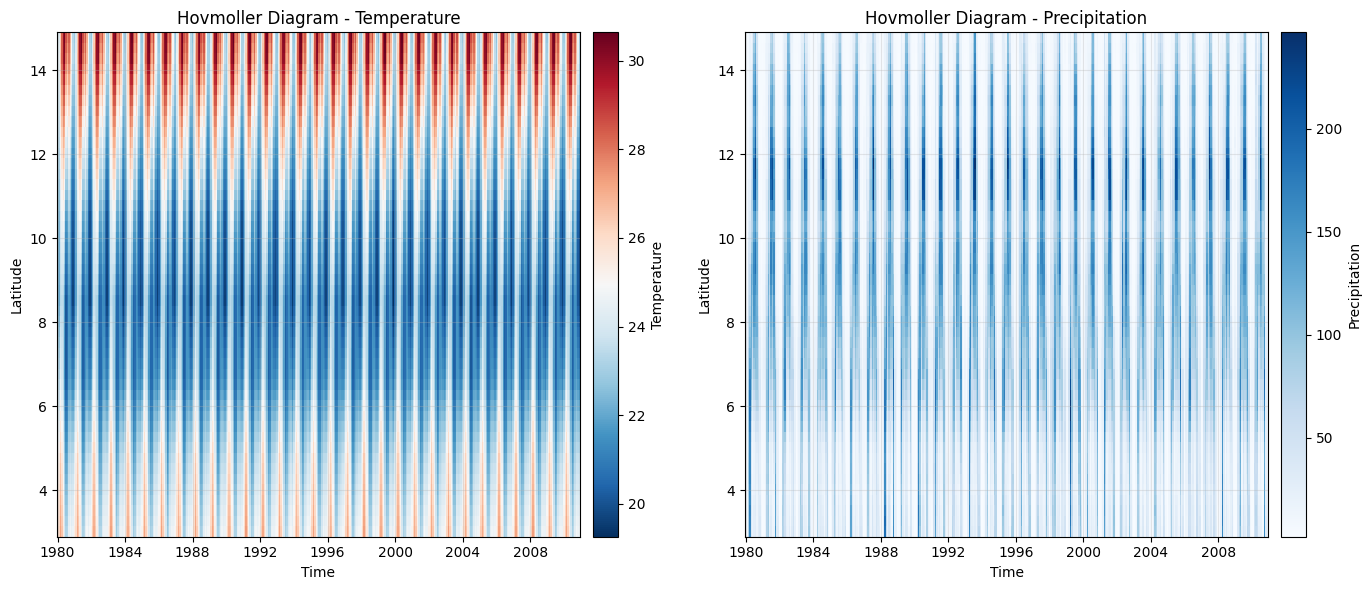 Hovmoller Diagram - Temperature
14
12
10
8
6
4
Latitude
1980 1984 1988 1992 1996 2000 2004 2008
Time
30
28
26
24
22
20
Temperature
Hovmoller Diagram - Precipitation
14
12
10
8
6
4
Latitude
1980 1984 1988 1992 1996 2000 2004 2008
Time
200
150
100
50
Precipitation